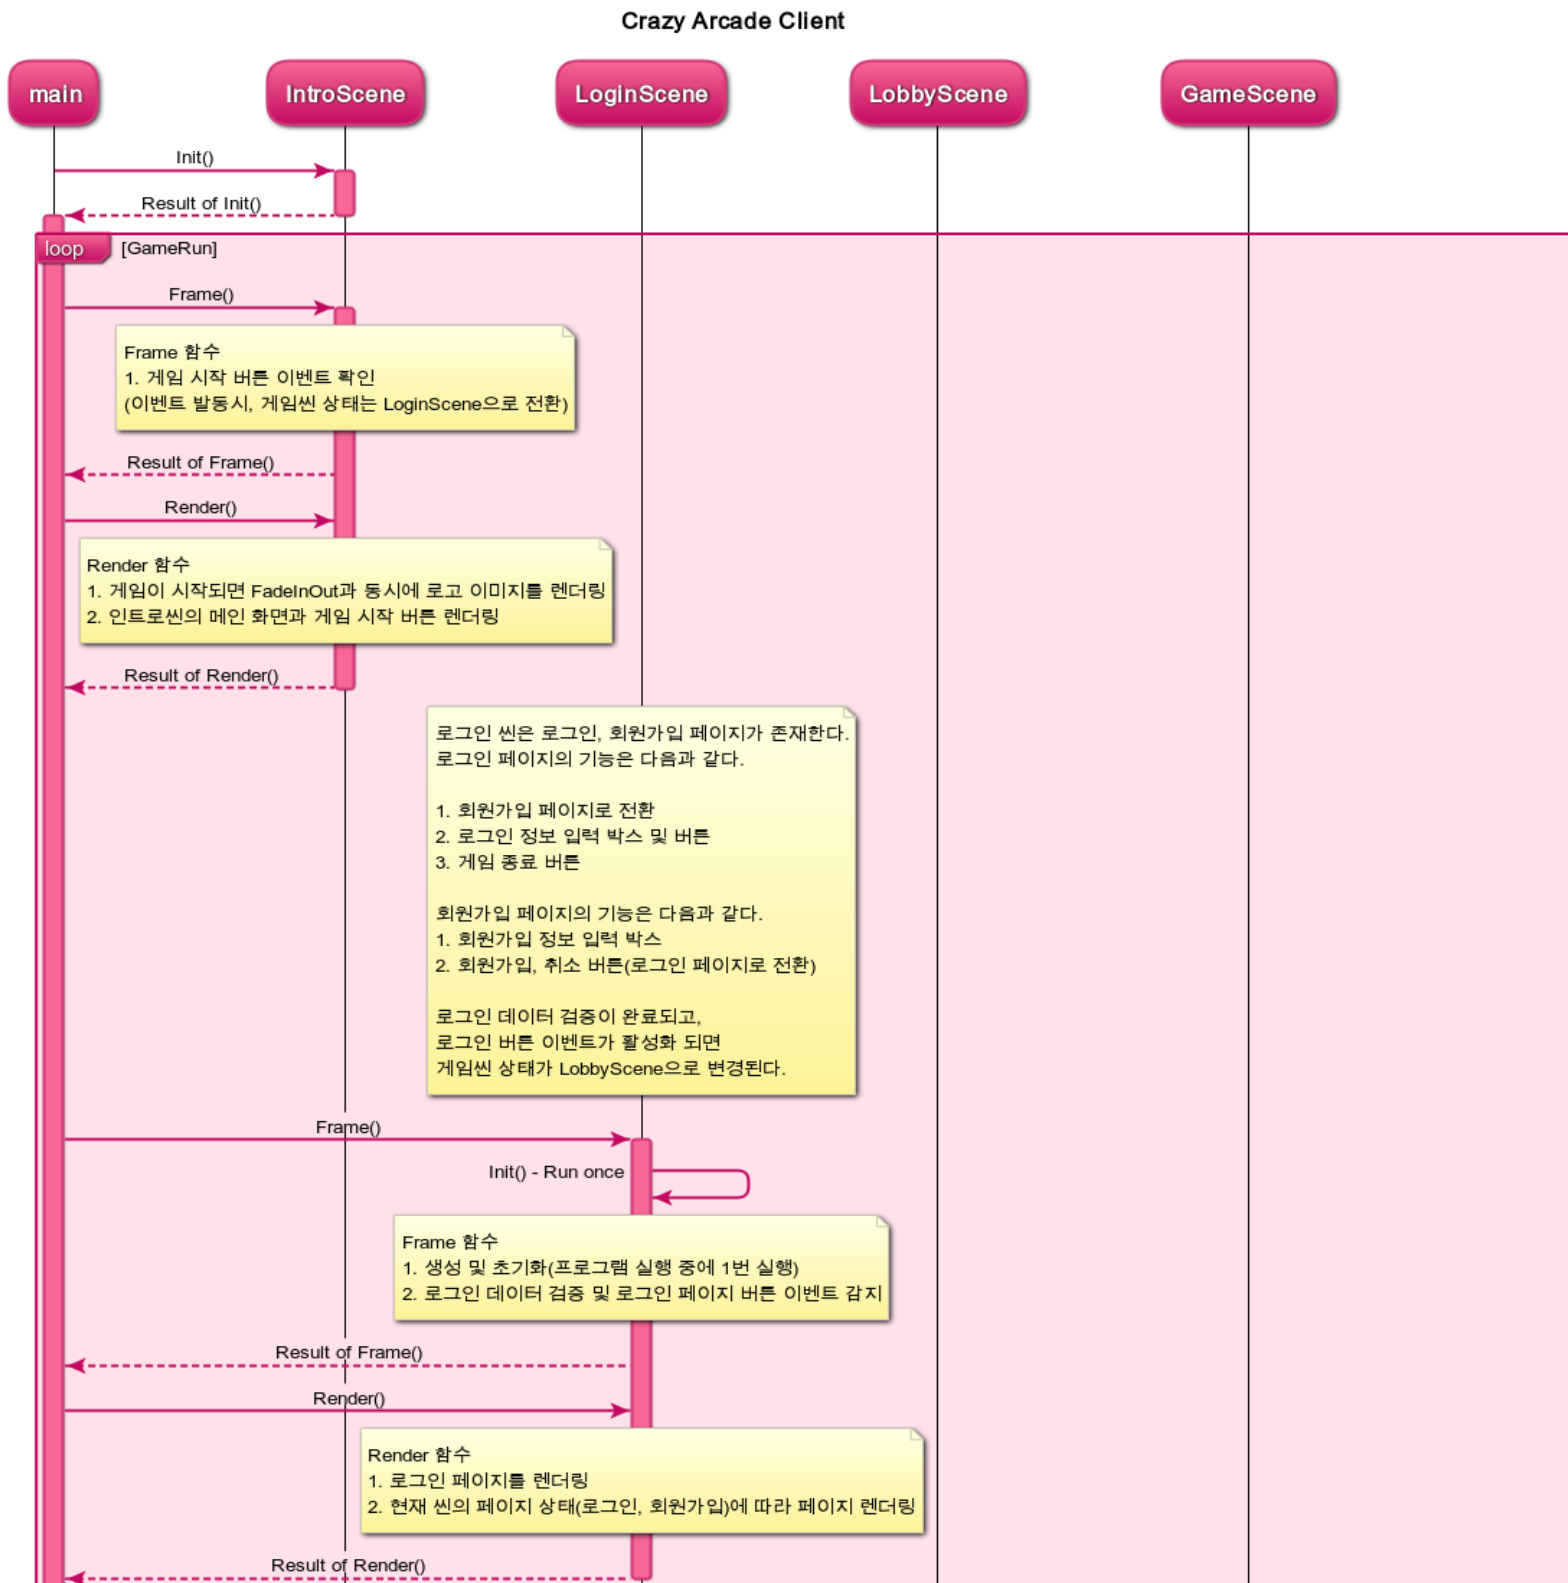 Crazy Arcade Client
main
IntroScene
LoginScene
LobbyScene
GameScene
Init()
Result of Init()
loop
[GameRun]
Frame()
Frame 함수
1. 게임 시작 버튼 이벤트 확인
(이벤트 발동시, 게임씬 상태는 LoginScene으로 전환)
Result of Frame()
Render()
Render 함수
1. 게임이 시작되면 FadeInOut과 동시에 로고 이미지를 렌더링
2. 인트로씬의 메인 화면과 게임 시작 버튼 렌더링
Result of Render()
로그인 씬은 로그인, 회원가입 페이지가 존재한다.
로그인 페이지의 기능은 다음과 같다.
1. 회원가입 페이지로 전환
2. 로그인 정보 입력 박스 및 버튼
3. 게임 종료 버튼
회원가입 페이지의 기능은 다음과 같다.
1. 회원가입 정보 입력 박스
2. 회원가입, 취소 버튼(로그인 페이지로 전환)
로그인 데이터 검증이 완료되고,
로그인 버튼 이벤트가 활성화 되면
게임씬 상태가 LobbyScene으로 변경된다.
Frame()
Init() - Run once
Frame 함수
1. 생성 및 초기화(프로그램 실행 중에 1번 실행)
2. 로그인 데이터 검증 및 로그인 페이지 버튼 이벤트 감지
Result of Frame()
Render()
Render 함수
1. 로그인 페이지를 렌더링
2. 현재 씬의 페이지 상태(로그인, 회원가입)에 따라 페이지 렌더링
Result of Render()